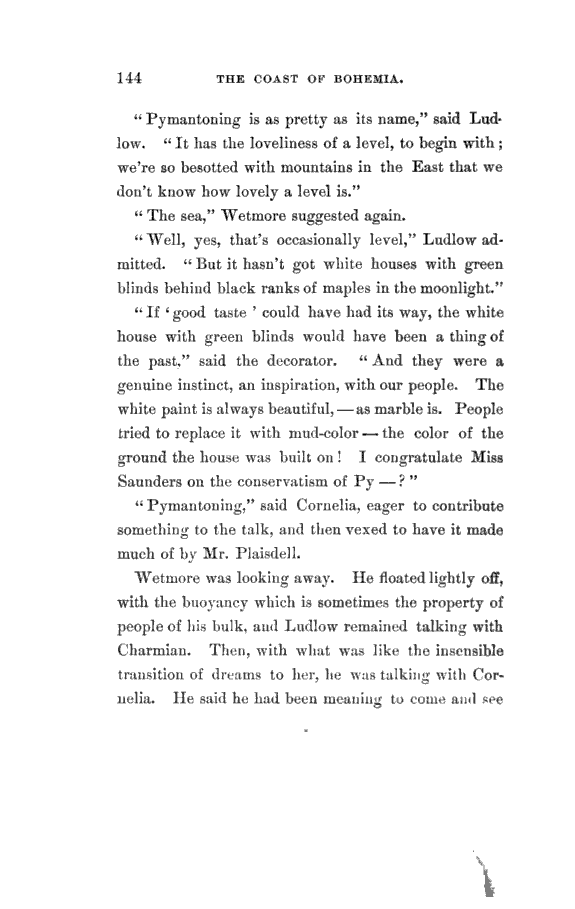 144 THE COAST OF BOHEMIA.
“ Pymantoning is as pretty as its name,” said Lud-
low. “ It has the loveliness of a level, to begin with ;
we're so besotted with mountains in the East that we
don't know how lovely a level is.”
“ The sea,” Wetmore suggested again.
“ Well, yes, that's occasionally level,” Ludlow ad-
mitted. “ But it hasn't got white houses with green
blinds behind black ranks of maples in the moonlight.”
“ If ‘ good taste ’ could have had its way, the white
house with green blinds would have been a thing of
the past,” said the decorator. “ And they were a
genuine instinct, an inspiration, with our people. The
white paint is always beautiful, — as marble is. People
tried to replace it with mud-color — the color of the
ground the house was built on ! I congratulate Miss
Saunders on the conservatism of Py — ? ”
“ Pymantoning,” said Cornelia, eager to contribute
something to the talk, and then vexed to have it made
much of by Mr. Plaisdell.
Wetmore was looking away. He floated lightly off,
with the buoyancy which is sometimes the property of
people of his bulk, and Ludlow remained talking with
Charmian. Then, with what was like the insensible
transition of dreams to her, he was talking with Cor-
nelia. He said he had been meaning to come and see